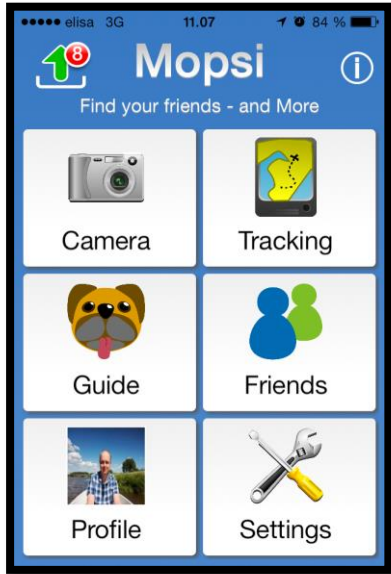 elisa 3G 11.07 84 %
8 Mopsi i
Find your friends - and More
Camera Tracking
Guide Friends
Profile Settings